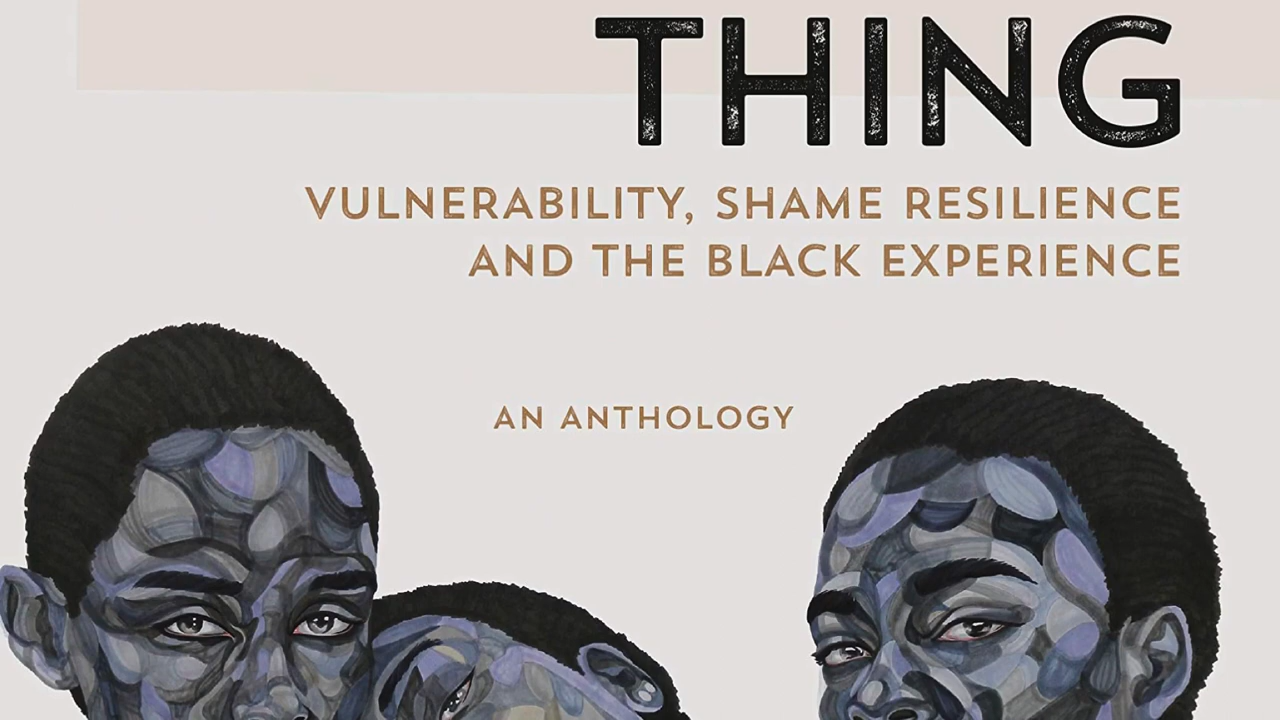 THING
VULNERABILITY, SHAME RESILIENCE
AND THE BLACK EXPERIENCE
AN ANTHOLOGY